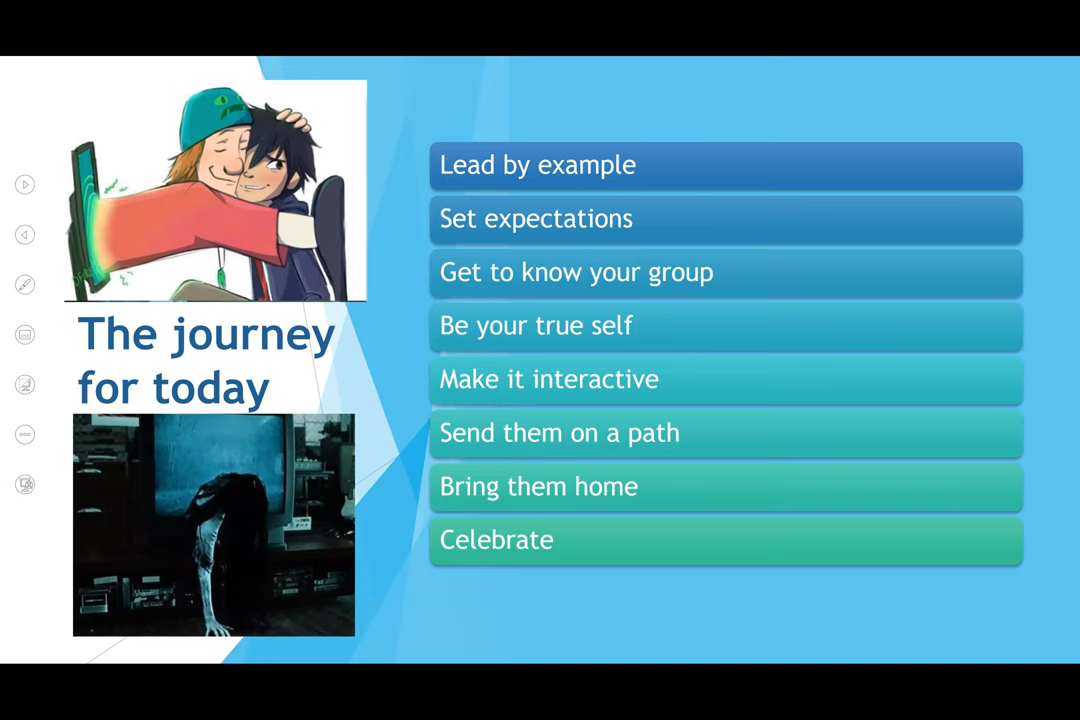 The journey
for today
Lead by example
Set expectations
Get to know your group
Be your true self
Make it interactive
Send them on a path
Bring them home
Celebrate